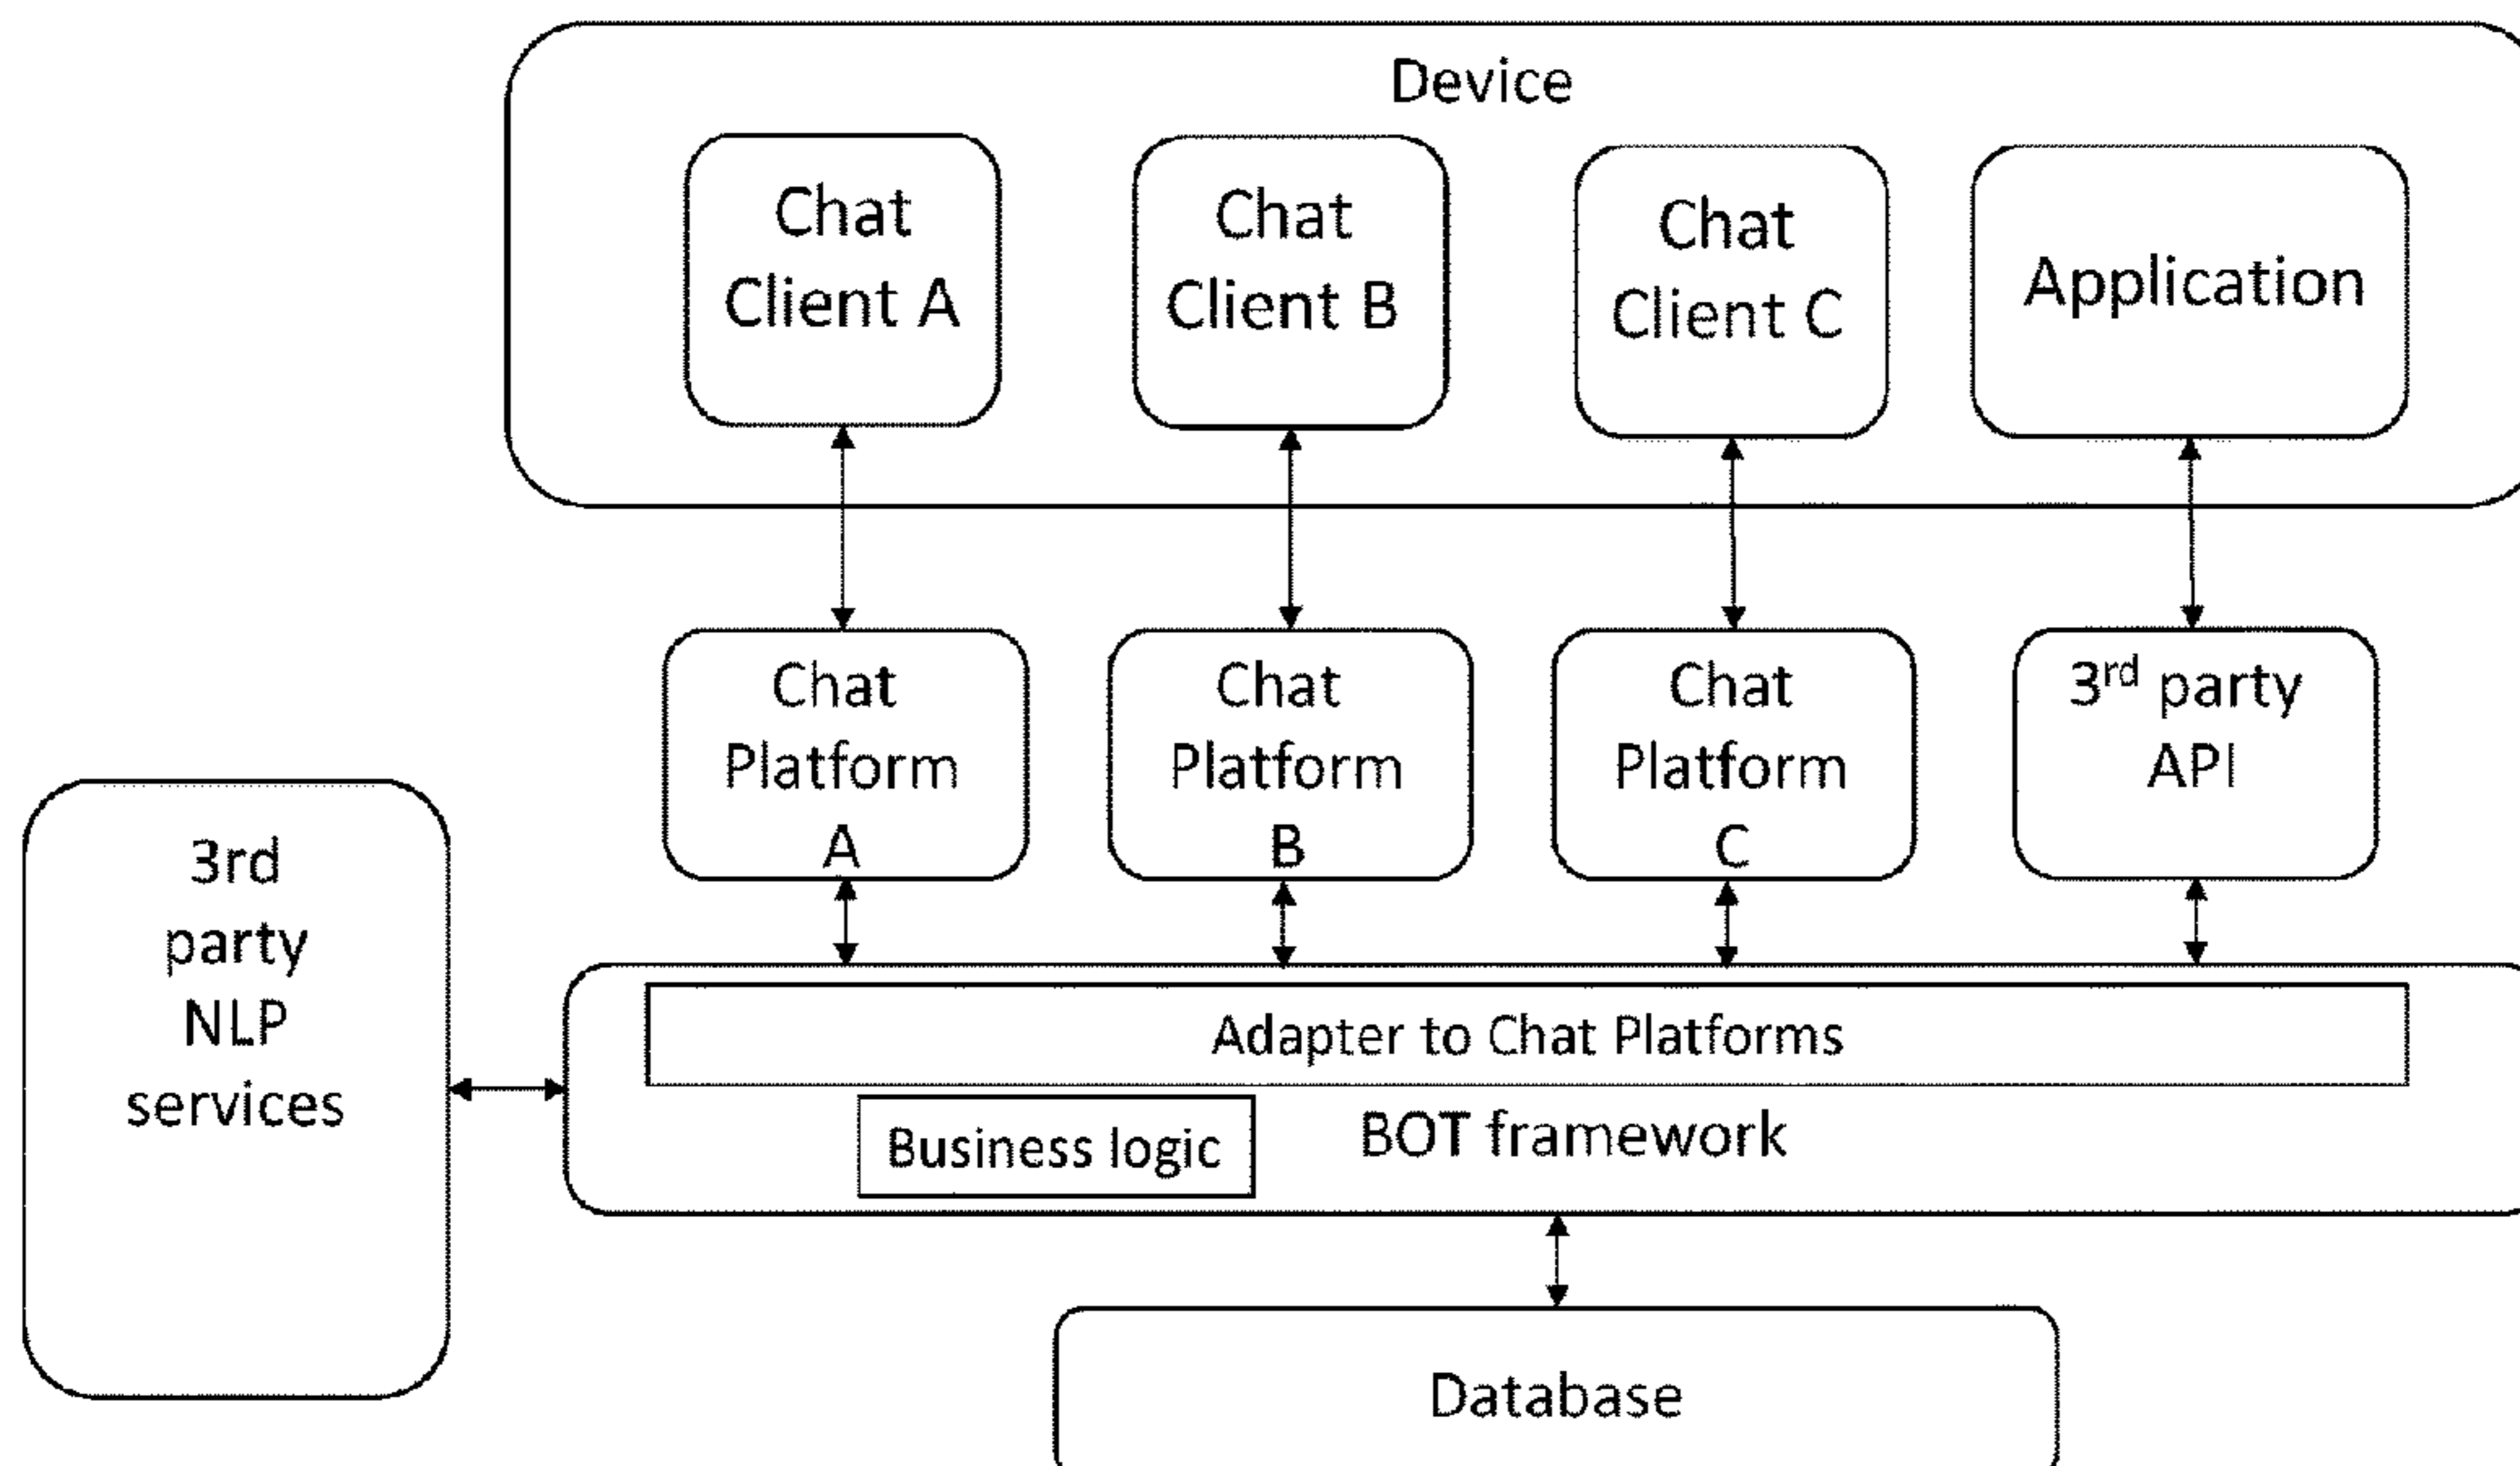 Device
Chat
Client A
Chat
Client B
Chat
Client C
Application
Chat
Platform
A
Chat
Platform
B
Chat
Platform
C
3rd party
API
3rd
party
NLP
services
Adapter to Chat Platforms
Business logic
BOT framework
Database